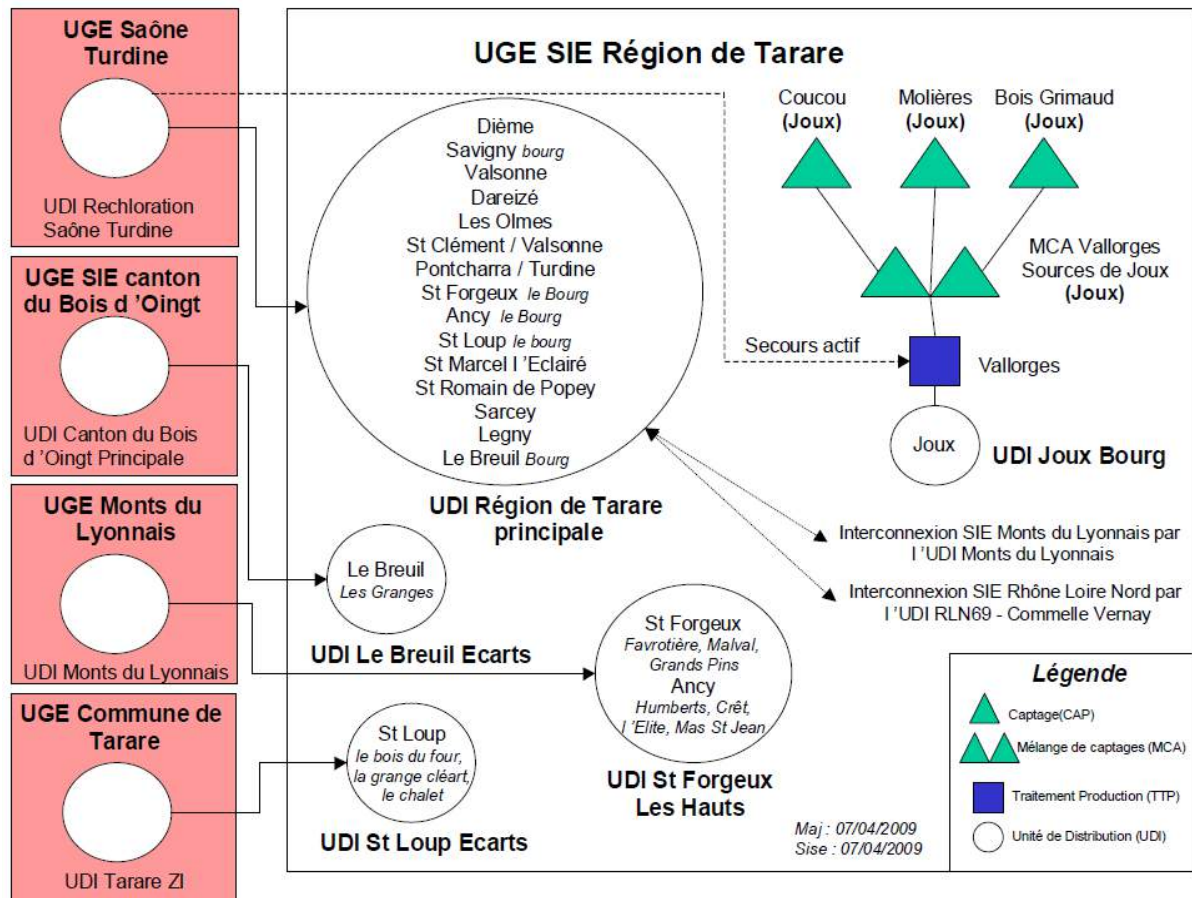 UGE Saône
Turdine
UDI Rechloration
Saône Turdine
UGE SIE canton
du Bois d 'Oingt
UDI Canton du Bois
d 'Oingt Principale
UGE Monts du
Lyonnais
UDI Monts du Lyonnais
UGE Commune de
Tarare
UDI Tarare ZI
UGE SIE Région de Tarare
Dième
Savigny bourg
Valsonne
Dareizé
Les Olmes
St Clément / Valsonne
Pontcharra / Turdine
St Forgeux le Bourg
Ancy le Bourg
St Loup le bourg
St Marcel l 'Eclairé
St Romain de Popey
Sarcey
Legny
Le Breuil Bourg
UDI Région de Tarare
principale
Coucou
(Joux)
Molières
(Joux)
Bois Grimaud
(Joux)
MCA Vallorges
Sources de Joux
(Joux)
Secours actif
Vallorges
Joux
UDI Joux Bourg
Interconnexion SIE Monts du Lyonnais par
l 'UDI Monts du Lyonnais
Interconnexion SIE Rhône Loire Nord par
l 'UDI RLN69 - Commelle Vernay
Le Breuil
Les Granges
UDI Le Breuil Ecarts
St Forgeux
Favrotière, Malval,
Grands Pins
Ancy
Humberts, Crêt,
l 'Elite, Mas St Jean
UDI St Forgeux
Les Hauts
St Loup
le bois du four,
la grange cléart,
le chalet
UDI St Loup Ecarts
Maj : 07/04/2009
Sise : 07/04/2009
Légende
Captage(CAP)
Mélange de captages (MCA)
Traitement Production (TTP)
Unité de Distribution (UDI)